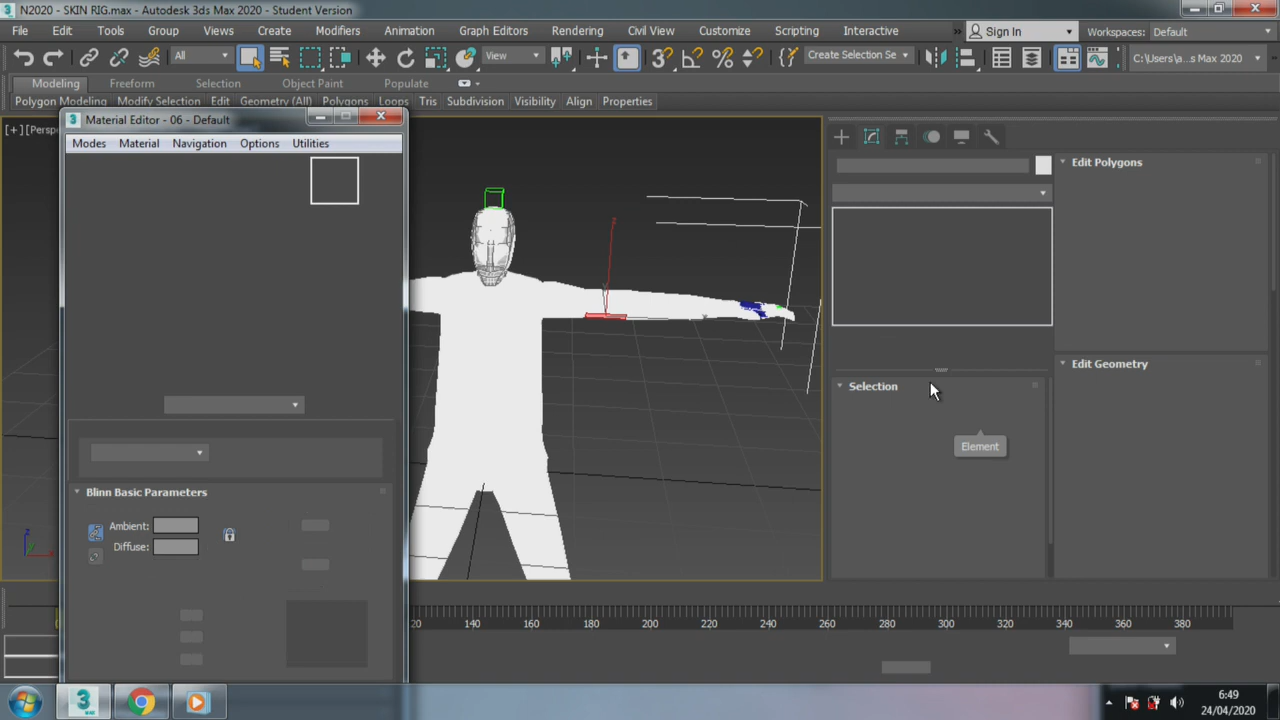 N2020 - SKIN RIG.max - Autodesk 3ds Max 2020 - Student Version
File Edit Tools Group Views Create Modifiers Animation Graph Editors Rendering Civil View Customize Scripting Interactive » Sign In Workspaces: Default
All View Create Selection Se C:\Users\pa...s Max 2020
Modeling Freeform Selection Object Paint Populate
Polygon Modeling Modify Selection Edit Geometry (All) Polygons Loops Tris Subdivision Visibility Align Properties
Material Editor - 06 - Default
Modes Material Navigation Options Utilities
Edit Polygons
Edit Geometry
Selection
Element
Blinn Basic Parameters
Ambient:
Diffuse:
140 160 180 200 220 240 260 280 300 320 340 360 380
6:49
24/04/2020